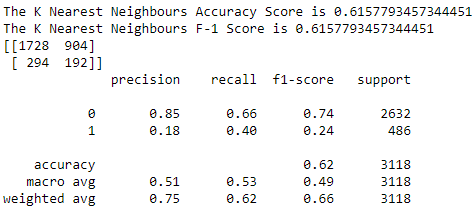 The K Nearest Neighbours Accuracy Score is 0.6157793457344451
The K Nearest Neighbours F-1 Score is 0.6157793457344451
[[1728  904]
 [ 294  192]]
              precision    recall  f1-score   support

           0       0.85      0.66      0.74      2632
           1       0.18      0.40      0.24       486

    accuracy                           0.62      3118
   macro avg       0.51      0.53      0.49      3118
weighted avg       0.75      0.62      0.66      3118